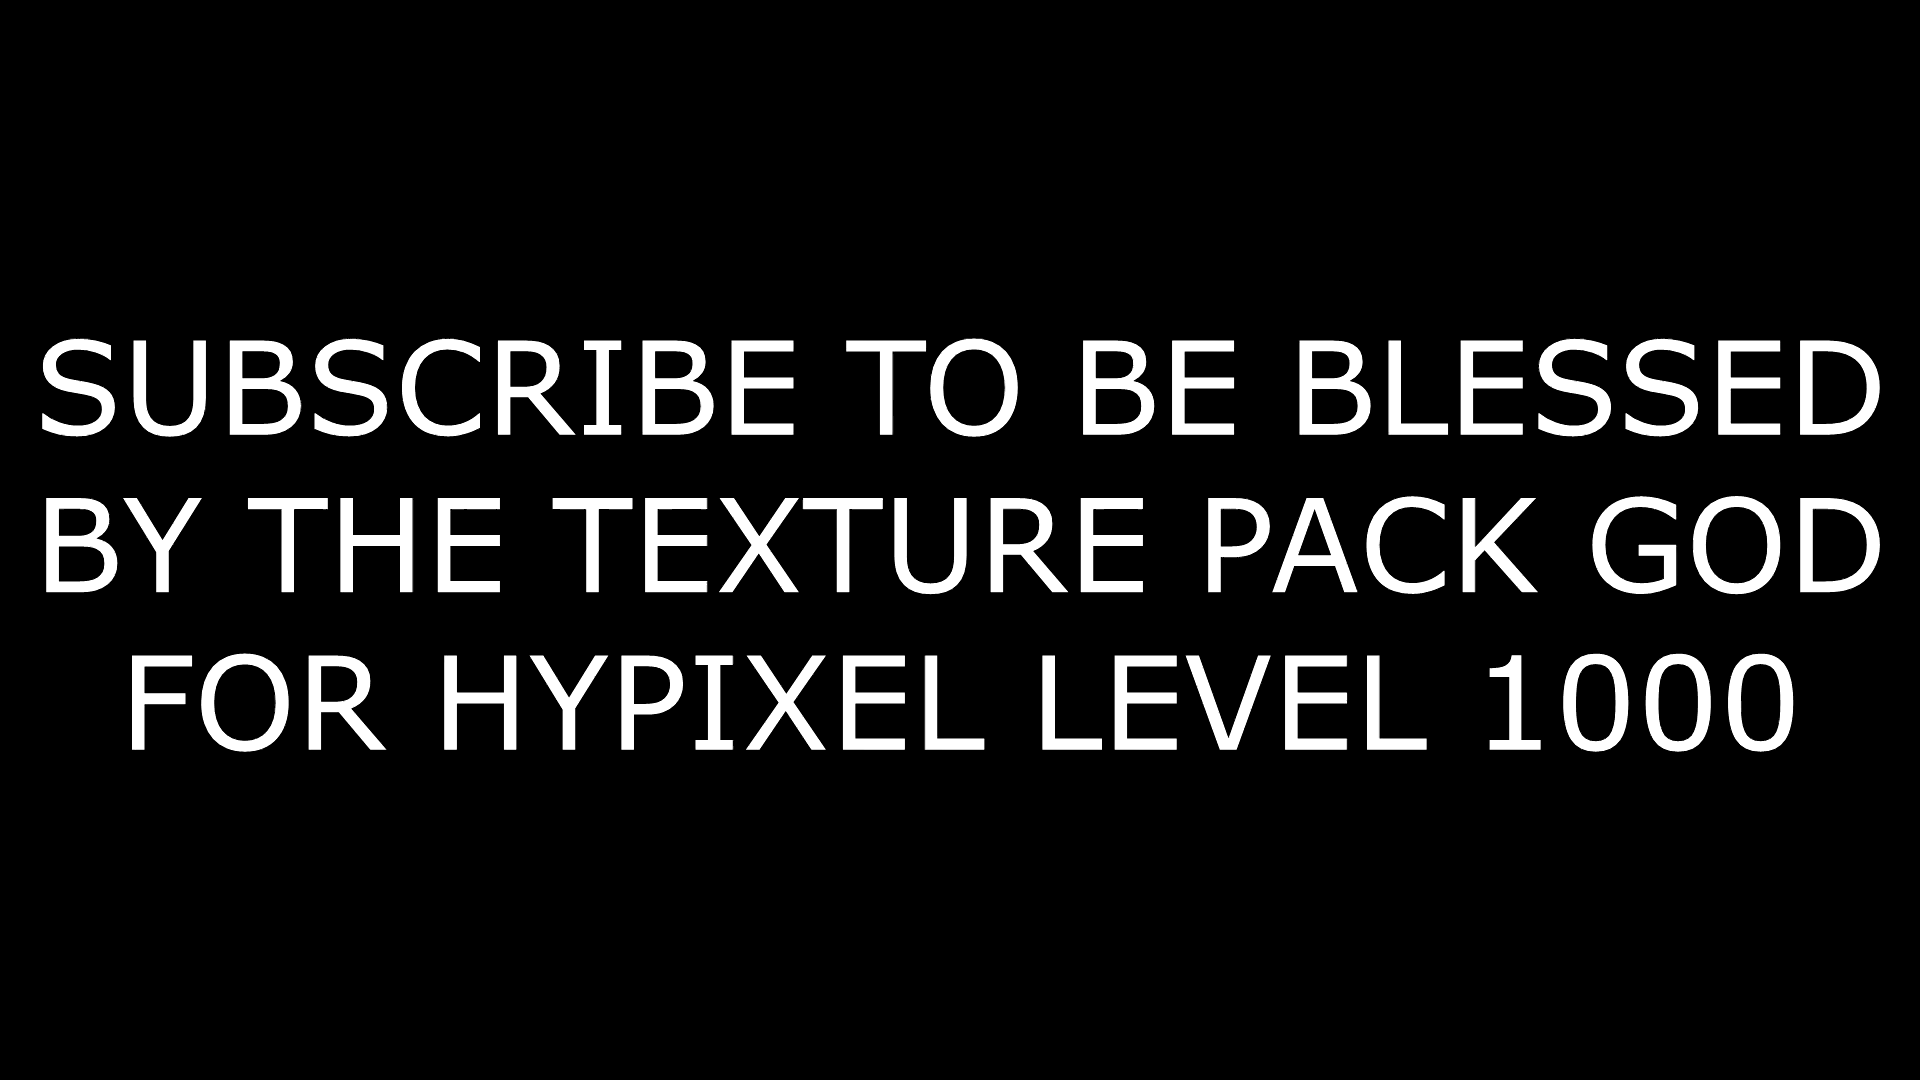 SUBSCRIBE TO BE BLESSED
BY THE TEXTURE PACK GOD
FOR HYPIXEL LEVEL 1000